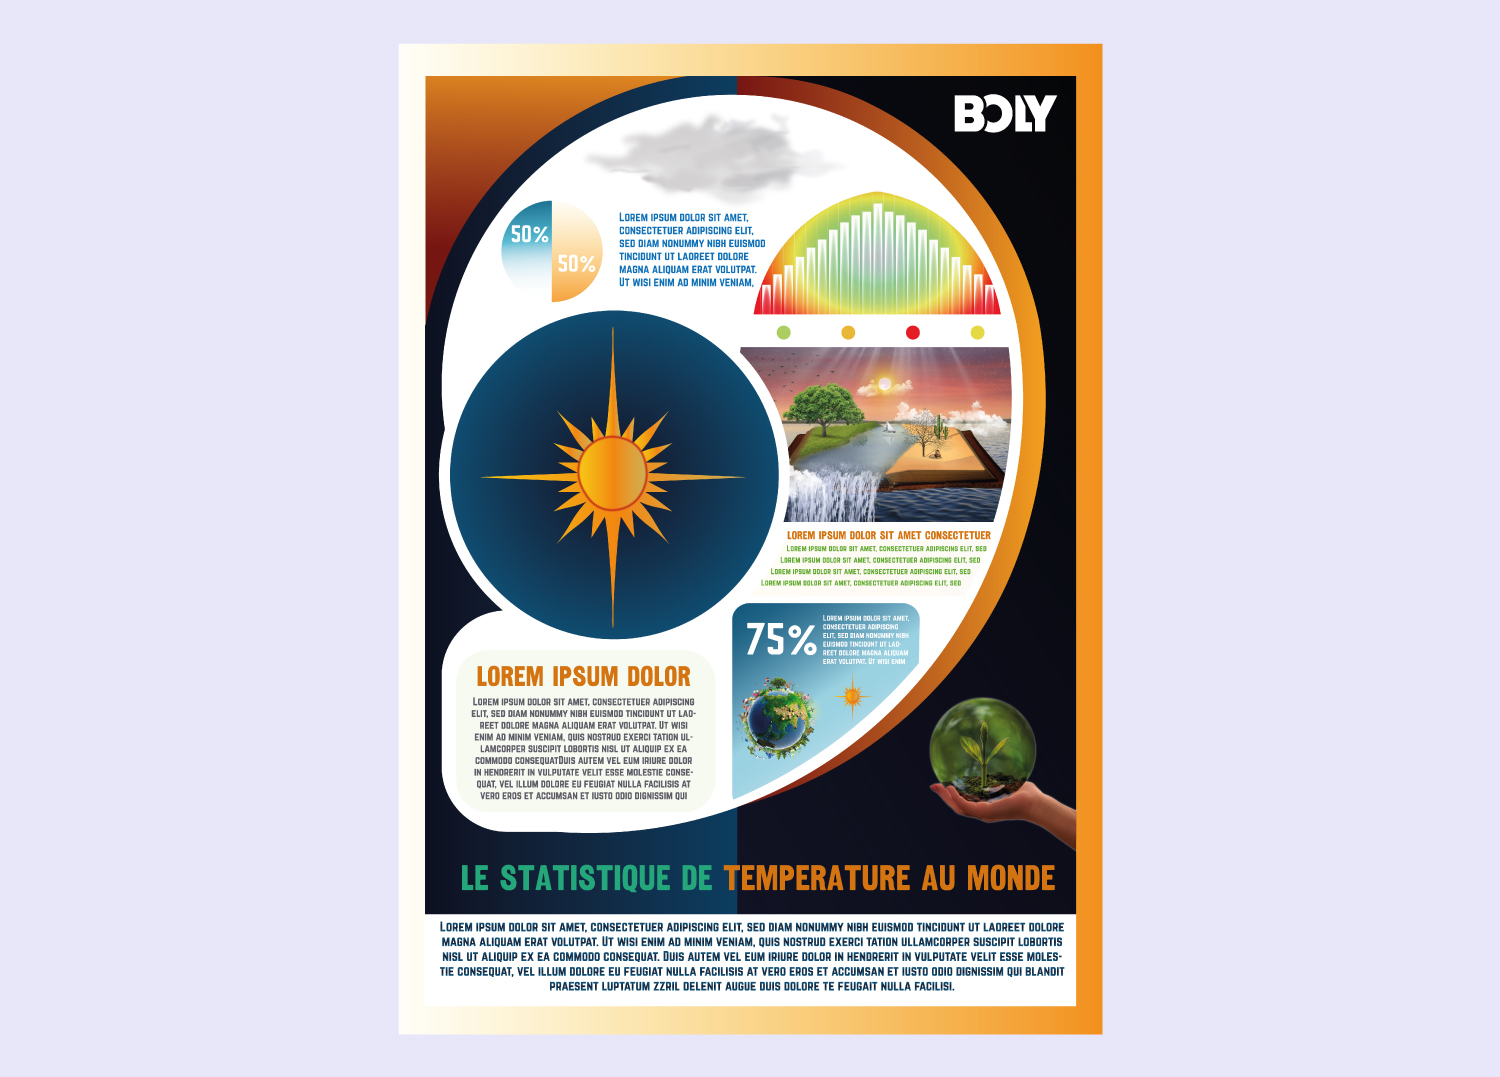 BOLY
50%
50%
Lorem ipsum dolor sit amet,
consectetuer adipiscing elit,
sed diam nonummy nibh euismod
tincidunt ut laoreet dolore
magna aliquam erat volutpat.
Ut wisi enim ad minim veniam,
LOREM IPSUM DOLOR SIT AMET CONSECTETUER
Lorem ipsum dolor sit amet, consectetuer adipiscing elit, sed
Lorem ipsum dolor sit amet, consectetuer adipiscing elit, sed
Lorem ipsum dolor sit amet, consectetuer adipiscing elit, sed
Lorem ipsum dolor sit amet, consectetuer adipiscing elit, sed
75%
Lorem ipsum dolor sit amet,
consectetuer adipiscing
elit, sed diam nonummy nibh
euismod tincidunt ut lao-
reet dolore magna aliquam
erat volutpat. Ut wisi enim
LOREM IPSUM DOLOR
Lorem ipsum dolor sit amet, consectetuer adipiscing
elit, sed diam nonummy nibh euismod tincidunt ut lao-
reet dolore magna aliquam erat volutpat. Ut wisi
enim ad minim veniam, quis nostrud exerci tation ul-
lamcorper suscipit lobortis nisl ut aliquip ex ea
commodo consequatDuis autem vel eum iriure dolor
in hendrerit in vulputate velit esse molestie conse-
quat, vel illum dolore eu feugiat nulla facilisis at
vero eros et accumsan et iusto odio dignissim qui
LE STATISTIQUE DE TEMPERATURE AU MONDE
Lorem ipsum dolor sit amet, consectetuer adipiscing elit, sed diam nonummy nibh euismod tincidunt ut laoreet dolore
magna aliquam erat volutpat. Ut wisi enim ad minim veniam, quis nostrud exerci tation ullamcorper suscipit lobortis
nisl ut aliquip ex ea commodo consequat. Duis autem vel eum iriure dolor in hendrerit in vulputate velit esse moles-
tie consequat, vel illum dolore eu feugiat nulla facilisis at vero eros et accumsan et iusto odio dignissim qui blandit
praesent luptatum zzril delenit augue duis dolore te feugait nulla facilisi.